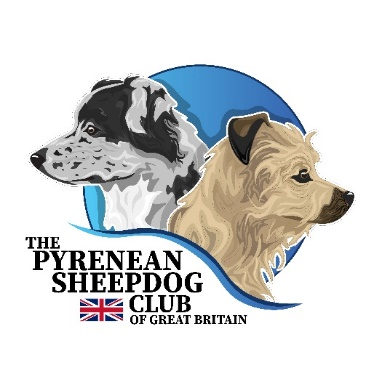 THE
PYRENEAN
SHEEPDOG
CLUB
OF GREAT BRITAIN